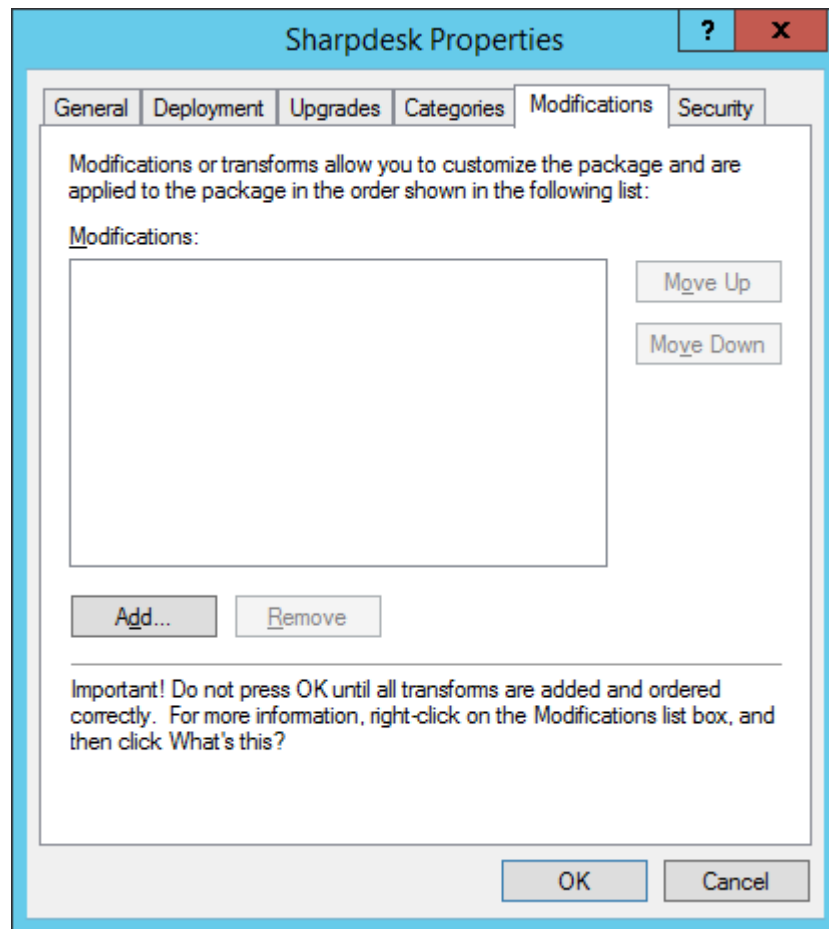 Sharpdesk Properties
?
x
General
Deployment
Upgrades
Categories
Modifications
Security
Modifications or transforms allow you to customize the package and are
applied to the package in the order shown in the following list:
Modifications:
Move Up
Move Down
Add...
Remove
Important! Do not press OK until all transforms are added and ordered
correctly. For more information, right-click on the Modifications list box, and
then click What's this?
OK
Cancel